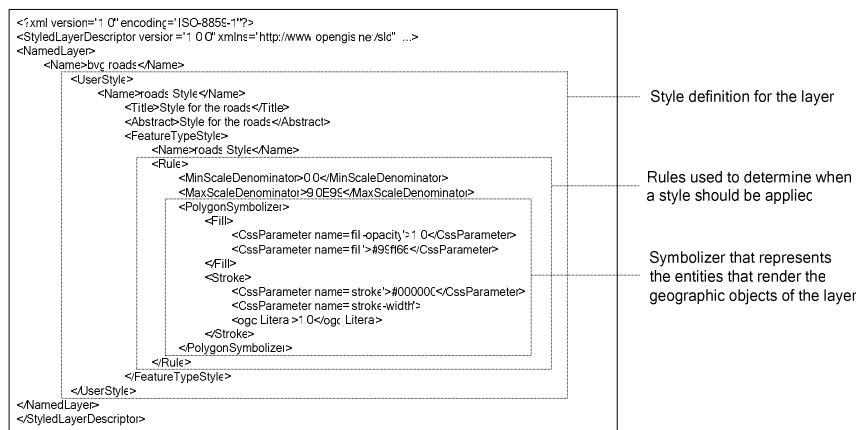 <?xml version="1 0" encoding="ISO-8859-1"?>
<StyledLayerDescriptor version="1 0 0" xmlns="http://www opengis ne/sld" ...>
<NamedLayer>
<Name>bvg roads</Name>
<UserStyle>
<Name>roads Style</Name>
<Title>Style for the roads</Title>
<Abstract>Style for the roads</Abstract>
<FeatureTypeStyle>
<Name>roads Style</Name>
<Rule>
<MinScaleDenominator>0 0</MinScaleDenominator>
<MaxScaleDenominator>9 0E99</MaxScaleDenominator>
<PolygonSymbolizer>
<Fill>
<CssParameter name='fill-opacity'>1 0</CssParameter>
<CssParameter name='fill'>#99ff66</CssParameter>
</Fill>
<Stroke>
<CssParameter name='stroke'>#000000</CssParameter>
<CssParameter name='stroke-width'>
<ogc Literal>1 0</ogc Literal>
</Stroke>
</PolygonSymbolizer>
</Rule>
</FeatureTypeStyle>
</UserStyle>
</NamedLayer>
</StyledLayerDescriptor>
Style definition for the layer
Rules used to determine when
a style should be applied
Symbolizer that represents
the entities that render the
geographic objects of the layer